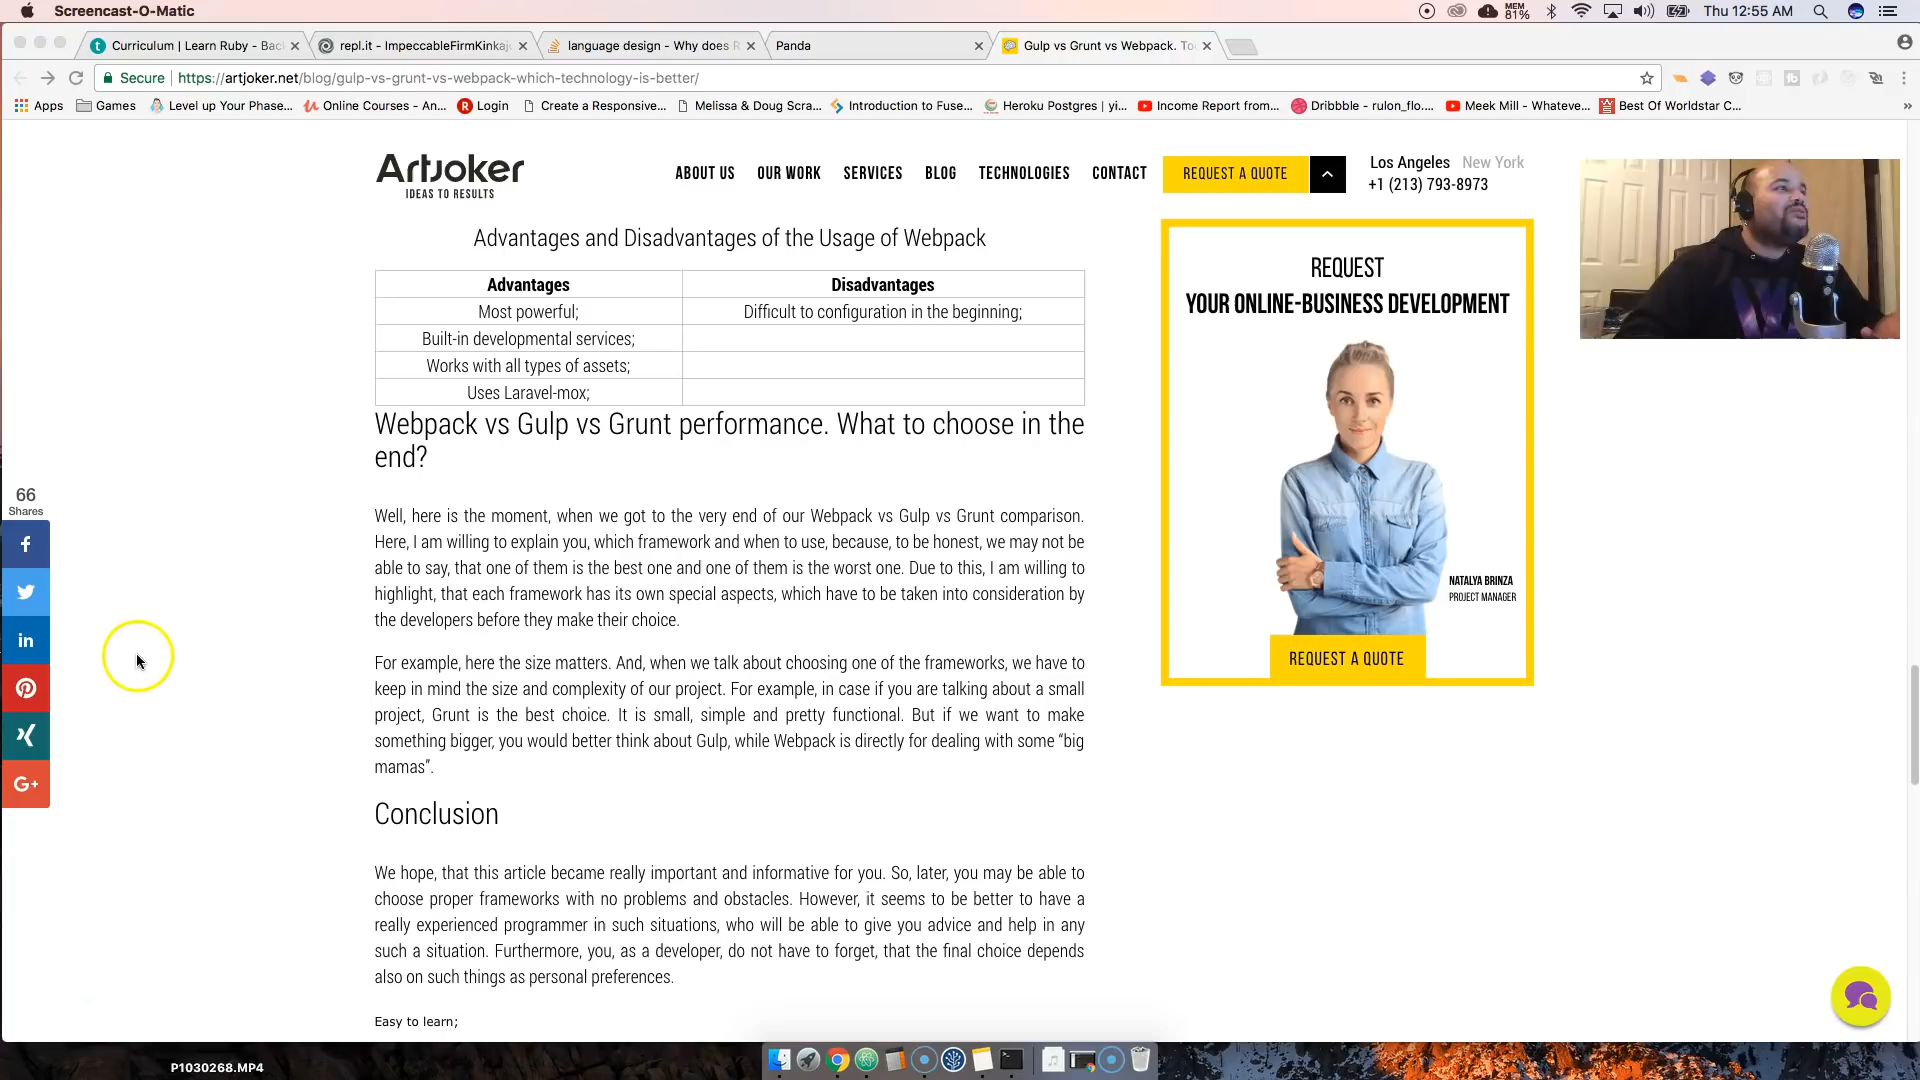 Screencast-O-Matic
MEM
81%
Thu 12:55 AM
Curriculum | Learn Ruby - Bac
repl.it - ImpeccableFirmKinkaj
language design - Why does R
Panda
Gulp vs Grunt vs Webpack. To
Secure
https://artjoker.net/blog/gulp-vs-grunt-vs-webpack-which-technology-is-better/
Apps
Games
Level up Your Phase...
Online Courses - An...
Login
Create a Responsive...
Melissa & Doug Scra...
Introduction to Fuse...
Heroku Postgres | yi...
Income Report from...
Dribbble - rulon_flo....
Meek Mill - Whateve...
Best Of Worldstar C...
»
Artjoker
IDEAS TO RESULTS
ABOUT US
OUR WORK
SERVICES
BLOG
TECHNOLOGIES
CONTACT
REQUEST A QUOTE
Los Angeles New York
+1 (213) 793-8973
Advantages and Disadvantages of the Usage of Webpack
Advantages
Disadvantages
Most powerful;
Difficult to configuration in the beginning;
Built-in developmental services;
Works with all types of assets;
Uses Laravel-mox;
Webpack vs Gulp vs Grunt performance. What to choose in the
end?
Well, here is the moment, when we got to the very end of our Webpack vs Gulp vs Grunt comparison.
Here, I am willing to explain you, which framework and when to use, because, to be honest, we may not be
able to say, that one of them is the best one and one of them is the worst one. Due to this, I am willing to
highlight, that each framework has its own special aspects, which have to be taken into consideration by
the developers before they make their choice.
For example, here the size matters. And, when we talk about choosing one of the frameworks, we have to
keep in mind the size and complexity of our project. For example, in case if you are talking about a small
project, Grunt is the best choice. It is small, simple and pretty functional. But if we want to make
something bigger, you would better think about Gulp, while Webpack is directly for dealing with some “big
mamas”.
Conclusion
We hope, that this article became really important and informative for you. So, later, you may be able to
choose proper frameworks with no problems and obstacles. However, it seems to be better to have a
really experienced programmer in such situations, who will be able to give you advice and help in any
such a situation. Furthermore, you, as a developer, do not have to forget, that the final choice depends
also on such things as personal preferences.
Easy to learn;
66
Shares
f
in
G+
REQUEST
YOUR ONLINE-BUSINESS DEVELOPMENT
NATALYA BRINZA
PROJECT MANAGER
REQUEST A QUOTE
P1030268.MP4